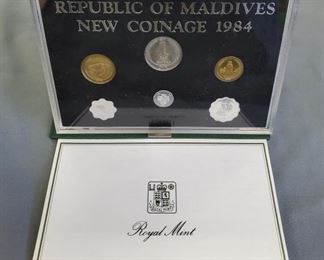 REPUBLIC OF MALDIVES
NEW COINAGE 1984
Royal Mint